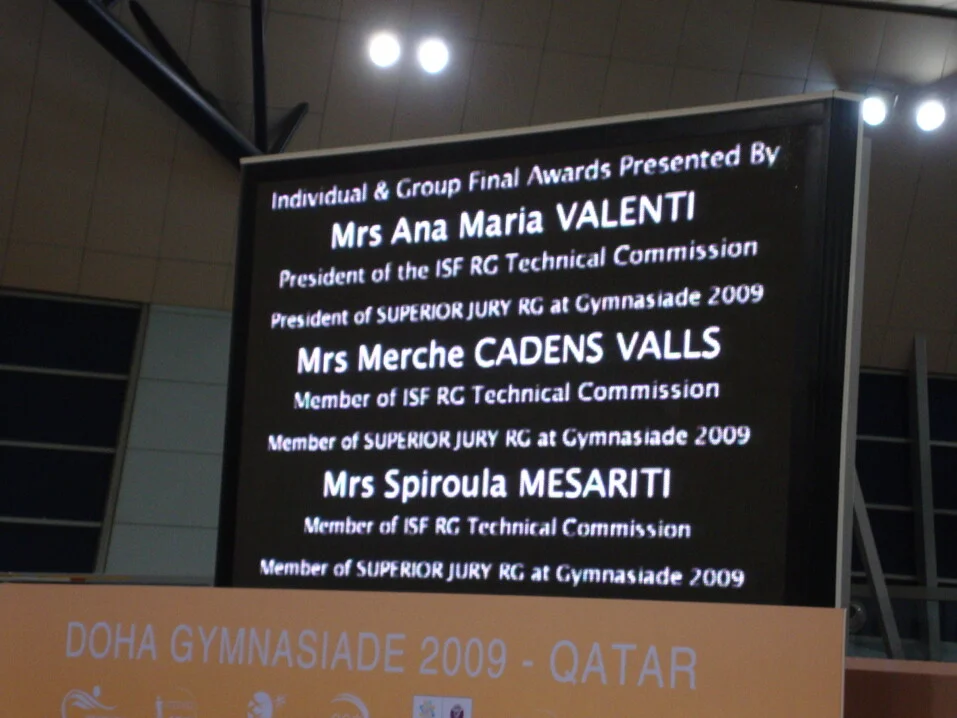 Individual & Group Final Awards Presented By
Mrs Ana Maria VALENTI
President of the ISF RG Technical Commission
President of SUPERIOR JURY RG at Gymnasiade 2009
Mrs Merche CADENS VALLS
Member of ISF RG Technical Commission
Member of SUPERIOR JURY RG at Gymnasiade 2009
Mrs Spiroula MESARITI
Member of ISF RG Technical Commission
Member of SUPERIOR JURY RG at Gymnasiade 2009
DOHA GYMNASIADE 2009 - QATAR